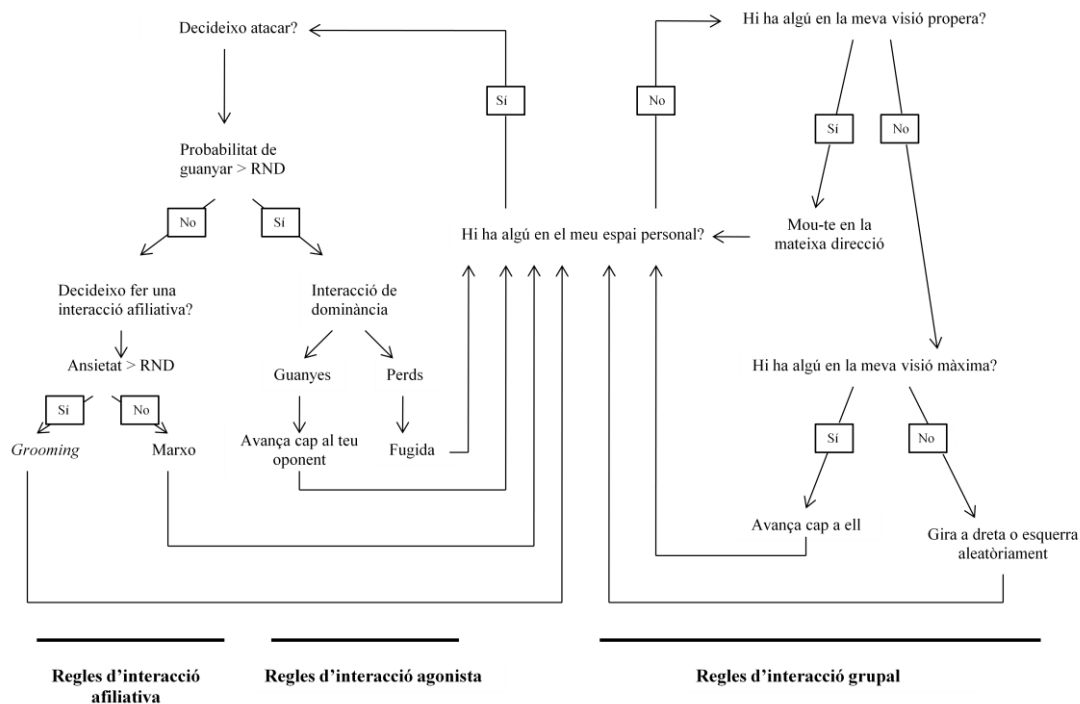 Decideixo atacar?
Sí
Probabilitat de
guanyar > RND
No
Sí
Decideixo fer una
interacció afiliativa?
Ansietat > RND
Sí
No
Grooming
Marxo
Interacció de
dominància
Guanyes
Perds
Avança cap al teu
oponent
Fugida
Hi ha algú en el meu espai personal?
No
Hi ha algú en la meva visió propera?
Sí
No
Mou-te en la
mateixa direcció
Hi ha algú en la meva visió màxima?
Sí
No
Avança cap a ell
Gira a dreta o esquerra
aleatòriament
Regles d’interacció
afiliativa
Regles d’interacció agonista
Regles d’interacció grupal